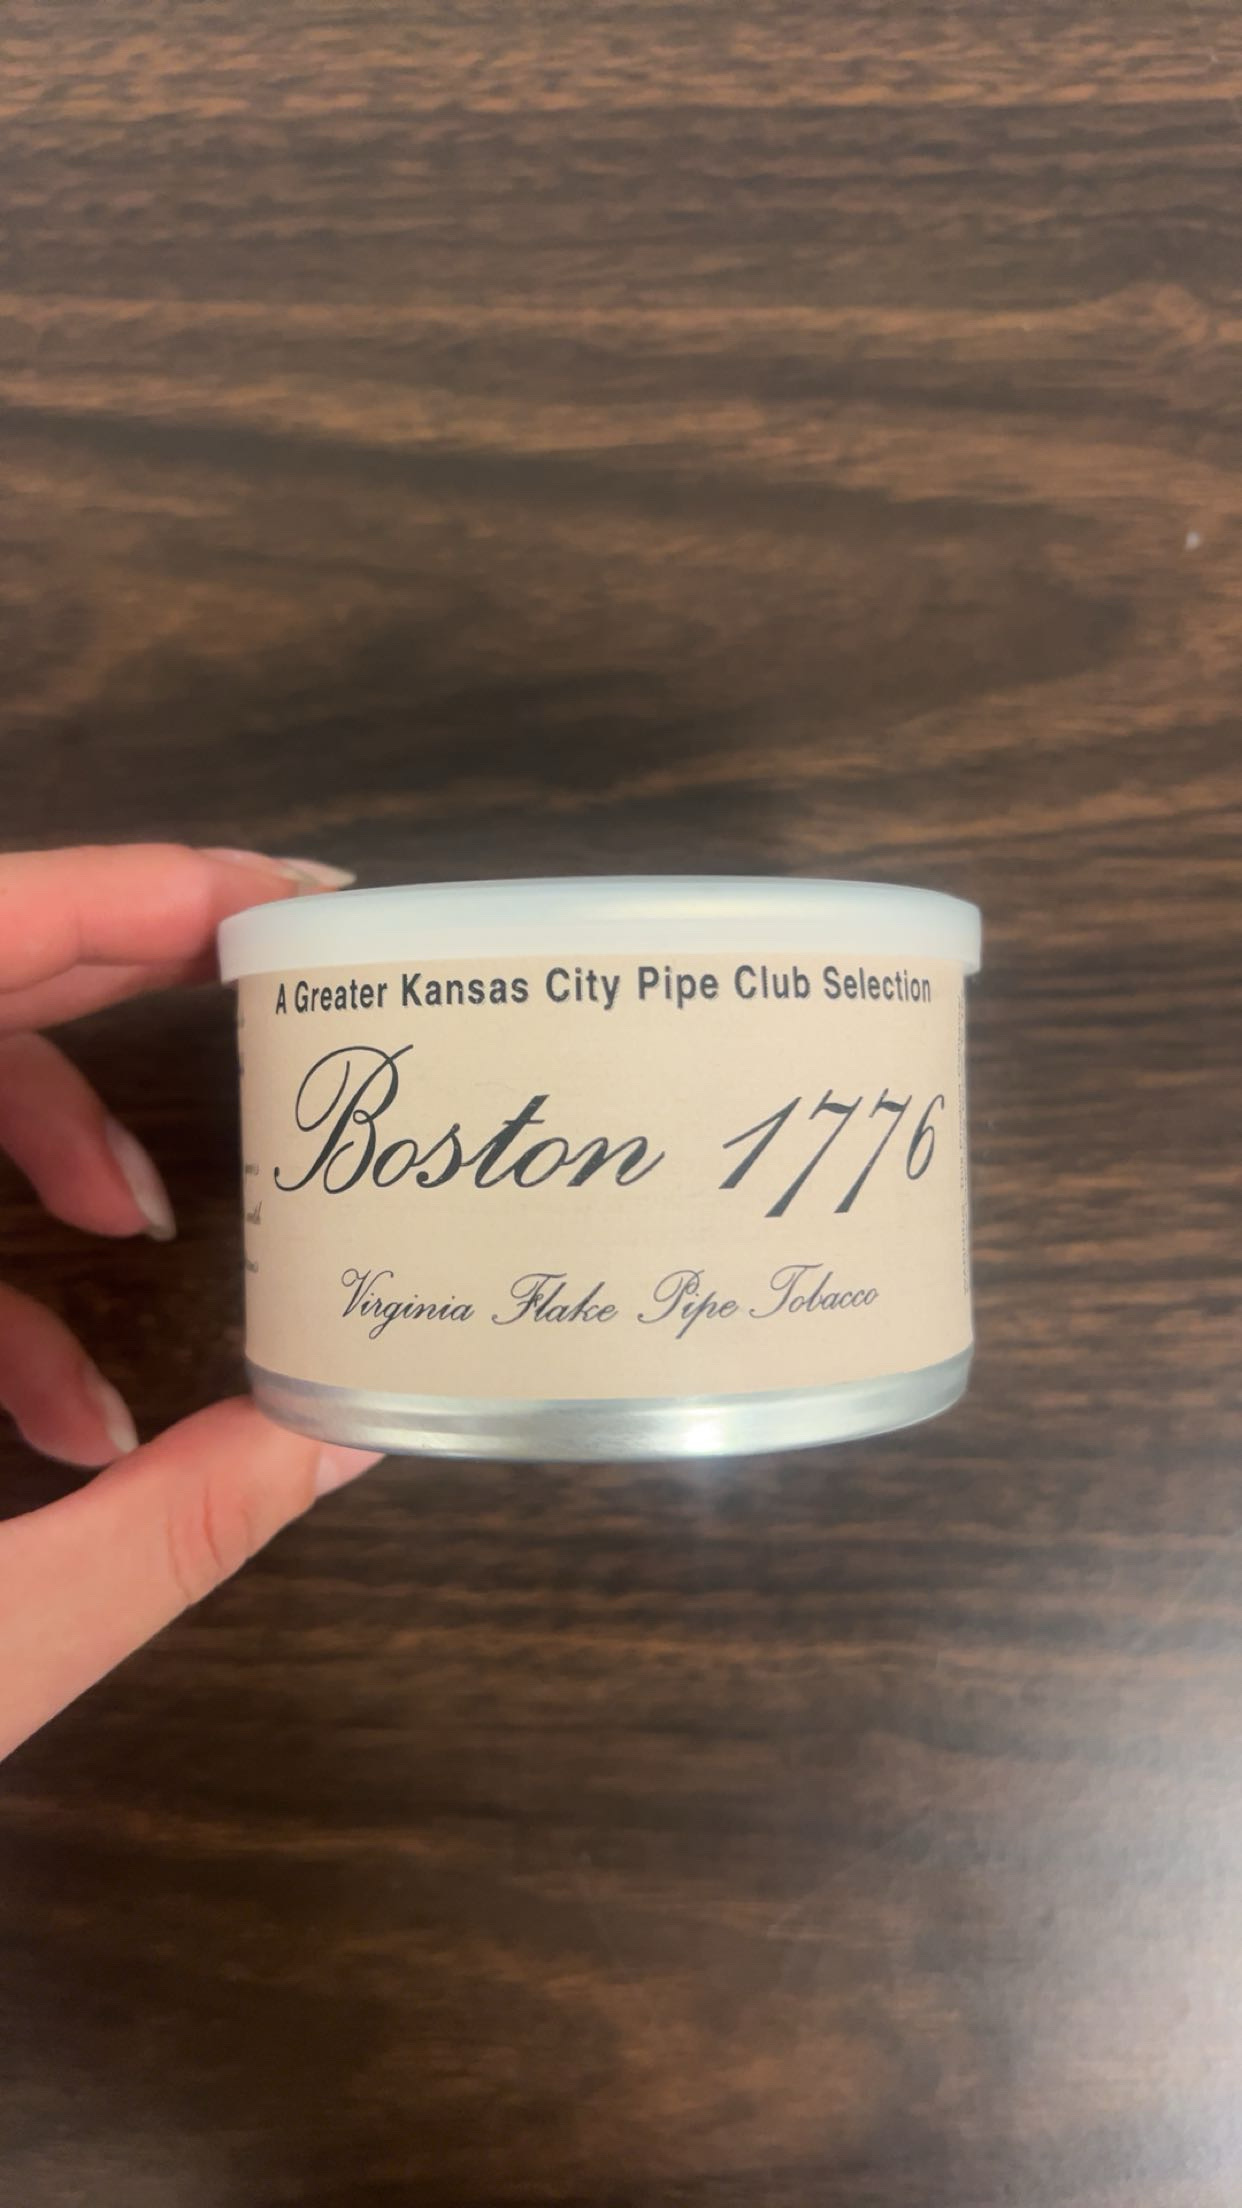 A Greater Kansas City Pipe Club Selection
Boston 1776
Virginia Flake Pipe Tobacco